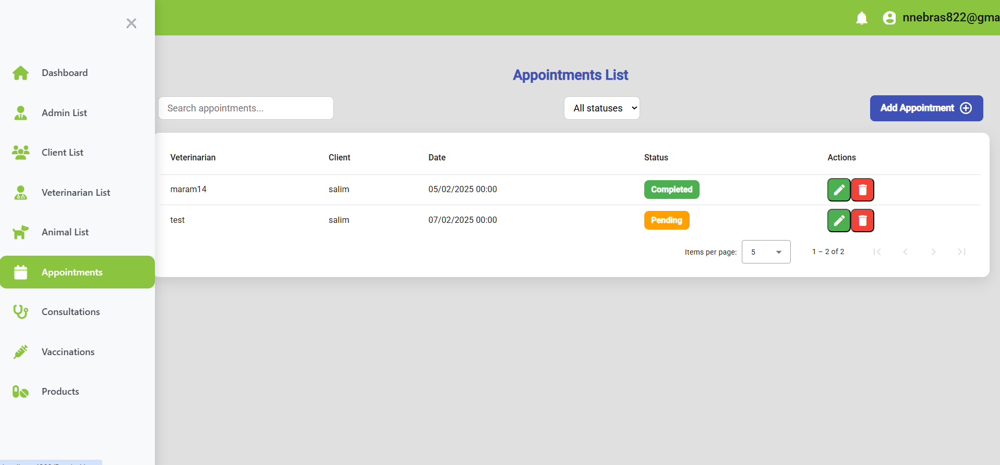 nnebras822@gma
Dashboard
Admin List
Client List
Veterinarian List
Animal List
Appointments
Consultations
Vaccinations
Products
Appointments List
Search appointments...
All statuses
Add Appointment
Veterinarian Client Date Status Actions
maram14 salim 05/02/2025 00:00 Completed
test salim 07/02/2025 00:00 Pending
Items per page: 5 1 – 2 of 2